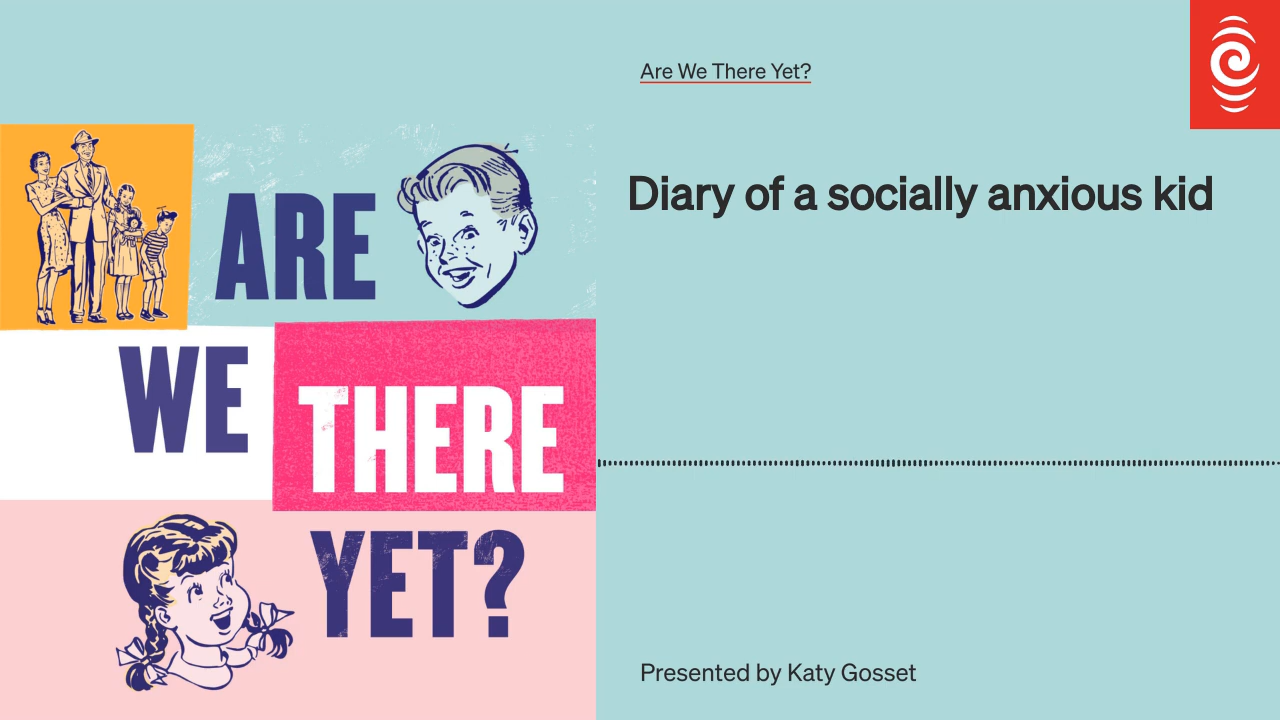 ARE
WE
THERE
YET?
Are We There Yet?
Diary of a socially anxious kid
Presented by Katy Gosset